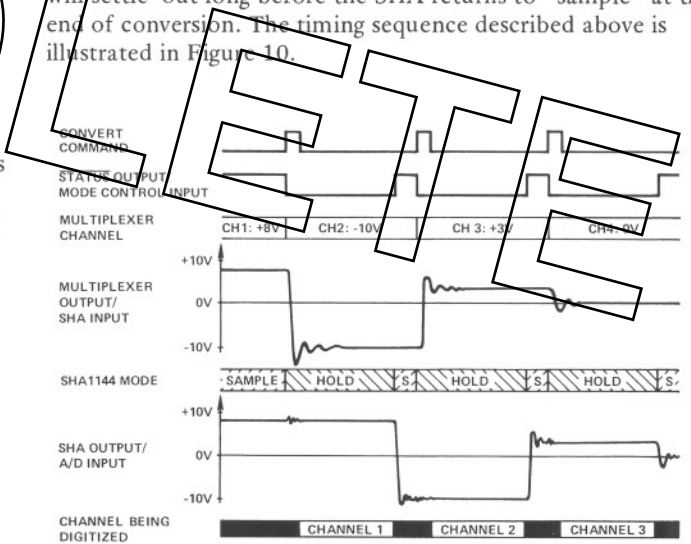 will settle out long before the SHA returns to "sample" at the
end of conversion. The timing sequence described above is
illustrated in Figure 10.
LETE
s
CONVERT
COMMAND
STATUS OUTPUT
MODE CONTROL INPUT
MULTIPLEXER
CHANNEL
CH1: +8V
CH2: -10V
CH 3: +3V
CH4: 0V
MULTIPLEXER
OUTPUT/
SHA INPUT
+10V
0V
-10V
SHA1144 MODE
SAMPLE
HOLD
S
HOLD
S
HOLD
S
SHA OUTPUT/
A/D INPUT
+10V
0V
-10V
CHANNEL BEING
DIGITIZED
CHANNEL 1
CHANNEL 2
CHANNEL 3